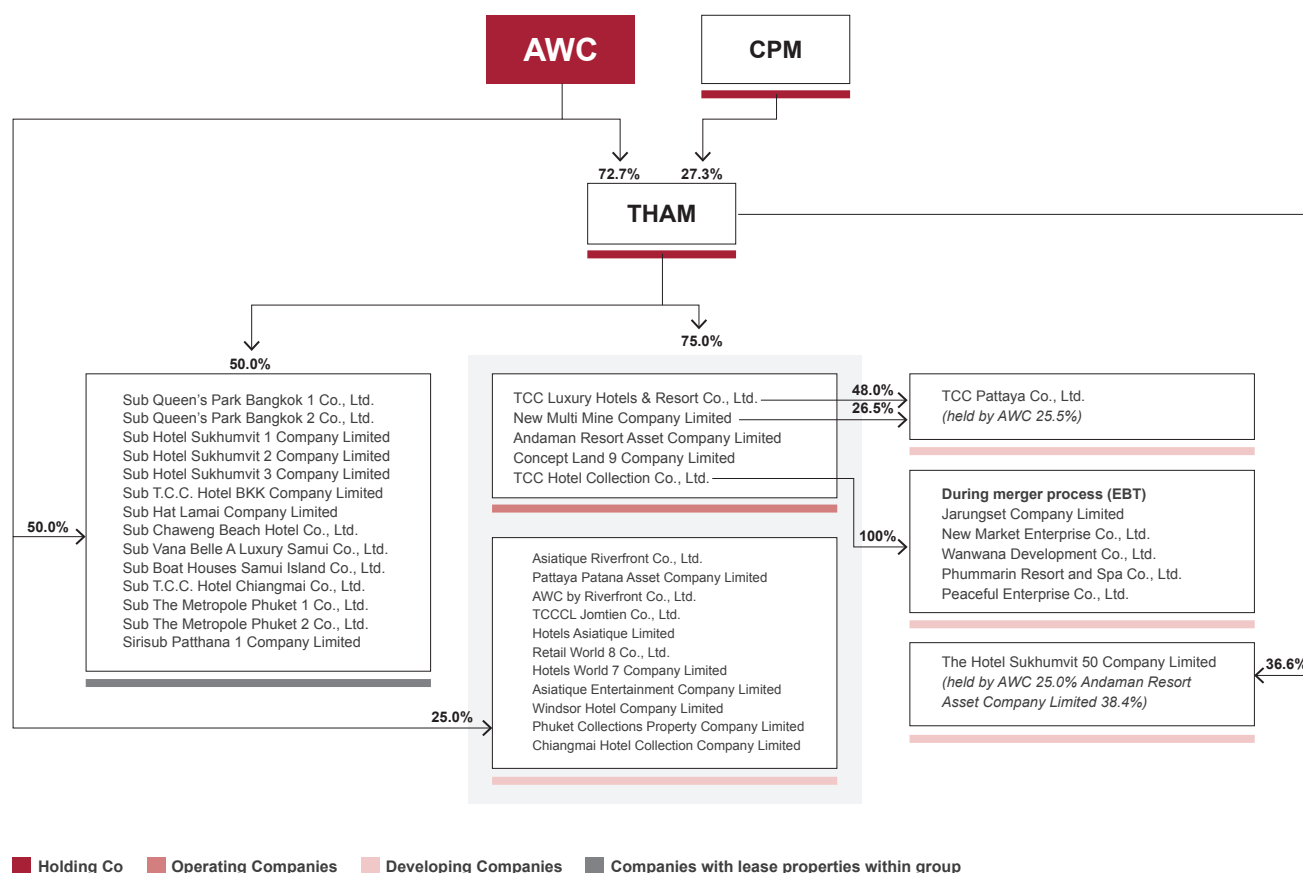 AWC
CPM
72.7%
27.3%
THAM
50.0%
75.0%
Sub Queen's Park Bangkok 1 Co., Ltd.
Sub Queen's Park Bangkok 2 Co., Ltd.
Sub Hotel Sukhumvit 1 Company Limited
Sub Hotel Sukhumvit 2 Company Limited
Sub Hotel Sukhumvit 3 Company Limited
Sub T.C.C. Hotel BKK Company Limited
Sub Hat Lamai Company Limited
Sub Chaweng Beach Hotel Co., Ltd.
Sub Vana Belle A Luxury Samui Co., Ltd.
Sub Boat Houses Samui Island Co., Ltd.
Sub T.C.C. Hotel Chiangmai Co., Ltd.
Sub The Metropole Phuket 1 Co., Ltd.
Sub The Metropole Phuket 2 Co., Ltd.
Sirisub Patthana 1 Company Limited
50.0%
TCC Luxury Hotels & Resort Co., Ltd.
New Multi Mine Company Limited
Andaman Resort Asset Company Limited
Concept Land 9 Company Limited
TCC Hotel Collection Co., Ltd.
48.0%
26.5%
TCC Pattaya Co., Ltd.
(held by AWC 25.5%)
100%
During merger process (EBT)
Jarungset Company Limited
New Market Enterprise Co., Ltd.
Wanwana Development Co., Ltd.
Phummarin Resort and Spa Co., Ltd.
Peaceful Enterprise Co., Ltd.
25.0%
Asiatique Riverfront Co., Ltd.
Pattaya Patana Asset Company Limited
AWC by Riverfront Co., Ltd.
TCCCL Jomtien Co., Ltd.
Hotels Asiatique Limited
Retail World 8 Co., Ltd.
Hotels World 7 Company Limited
Asiatique Entertainment Company Limited
Windsor Hotel Company Limited
Phuket Collections Property Company Limited
Chiangmai Hotel Collection Company Limited
The Hotel Sukhumvit 50 Company Limited
(held by AWC 25.0% Andaman Resort
Asset Company Limited 38.4%)
36.6%
Holding Co
Operating Companies
Developing Companies
Companies with lease properties within group